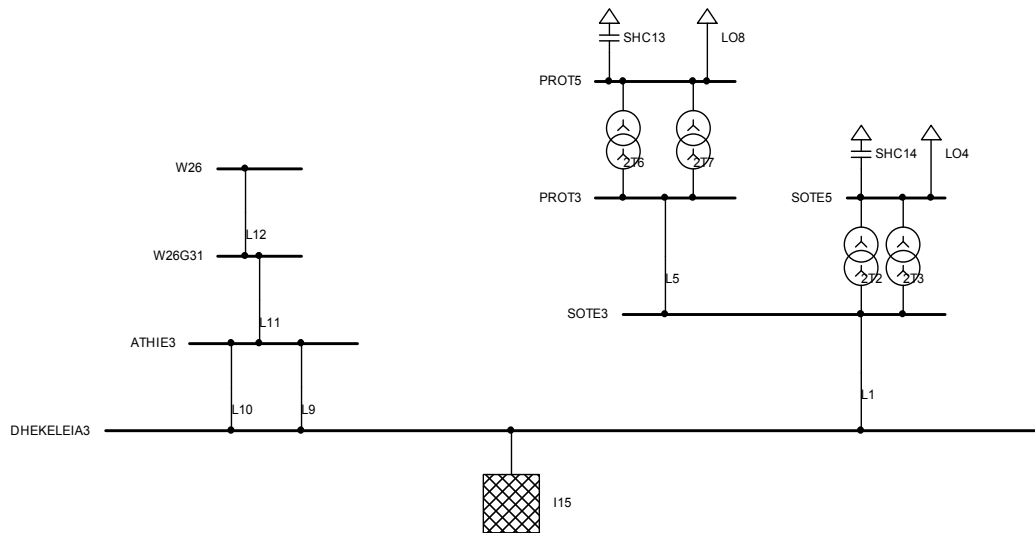 SHC13
LO8
PROT5
2T6
2T7
SHC14
LO4
W26
PROT3
SOTE5
L12
W26G31
L5
2T2
2T3
L11
SOTE3
ATHIE3
L10
L9
L1
DHEKELEIA3
I15